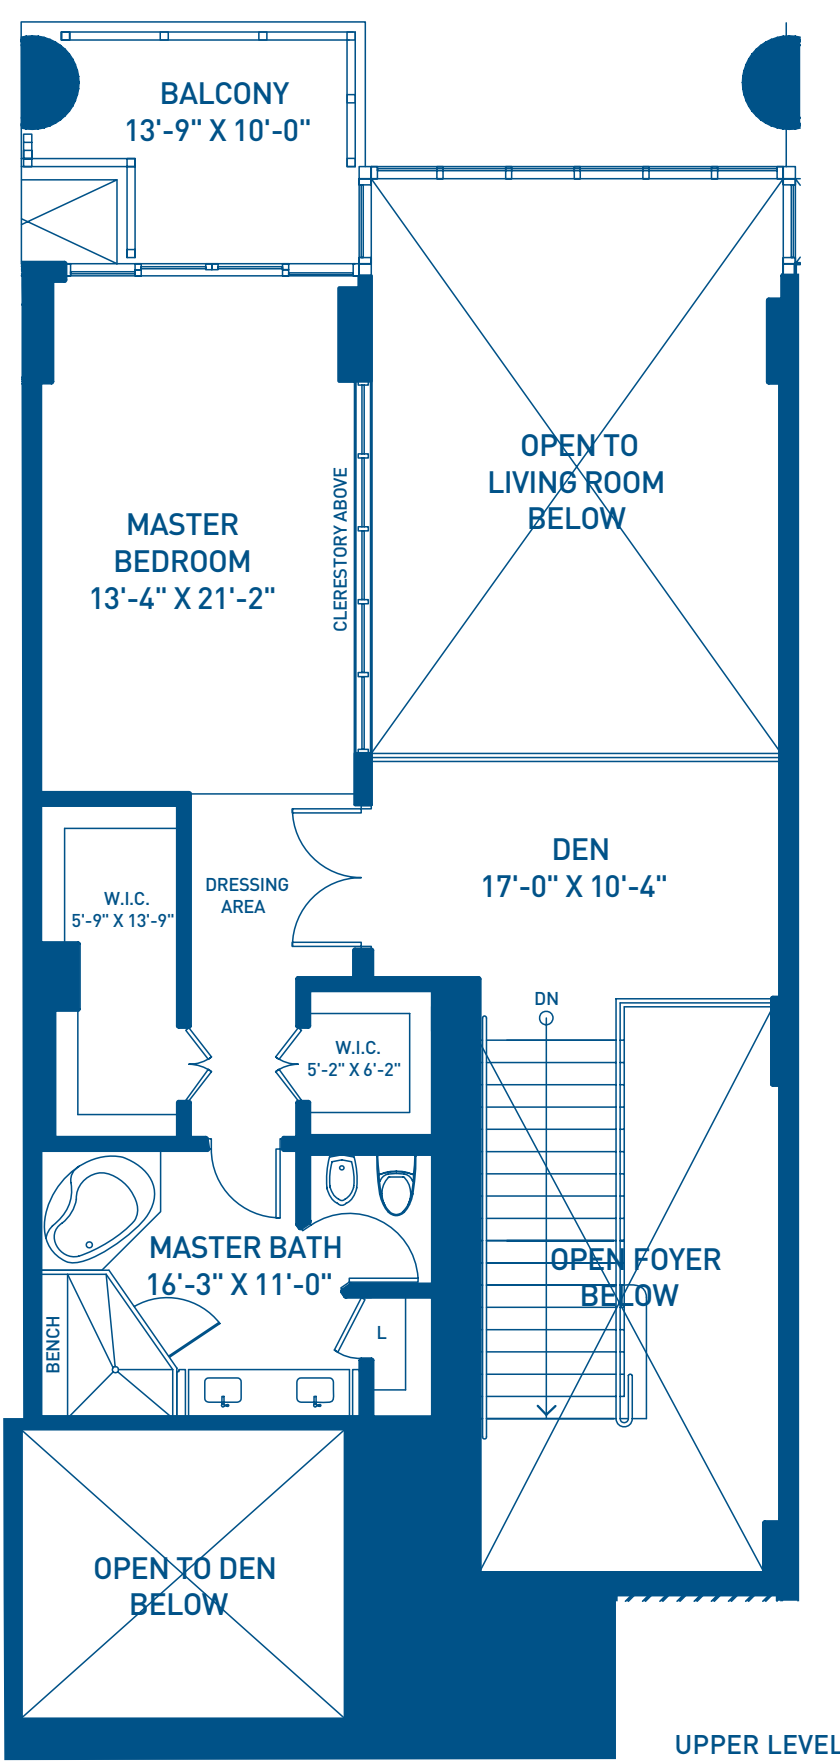 BALCONY
13'-9" X 10'-0"
OPEN TO
LIVING ROOM
BELOW
CLERESTORY ABOVE
MASTER
BEDROOM
13'-4" X 21'-2"
DEN
17'-0" X 10'-4"
W.I.C.
5'-9" X 13'-9"
DRESSING
AREA
DN
W.I.C.
5'-2" X 6'-2"
MASTER BATH
16'-3" X 11'-0"
OPEN FOYER
BELOW
BENCH
L
OPEN TO DEN
BELOW
UPPER LEVEL